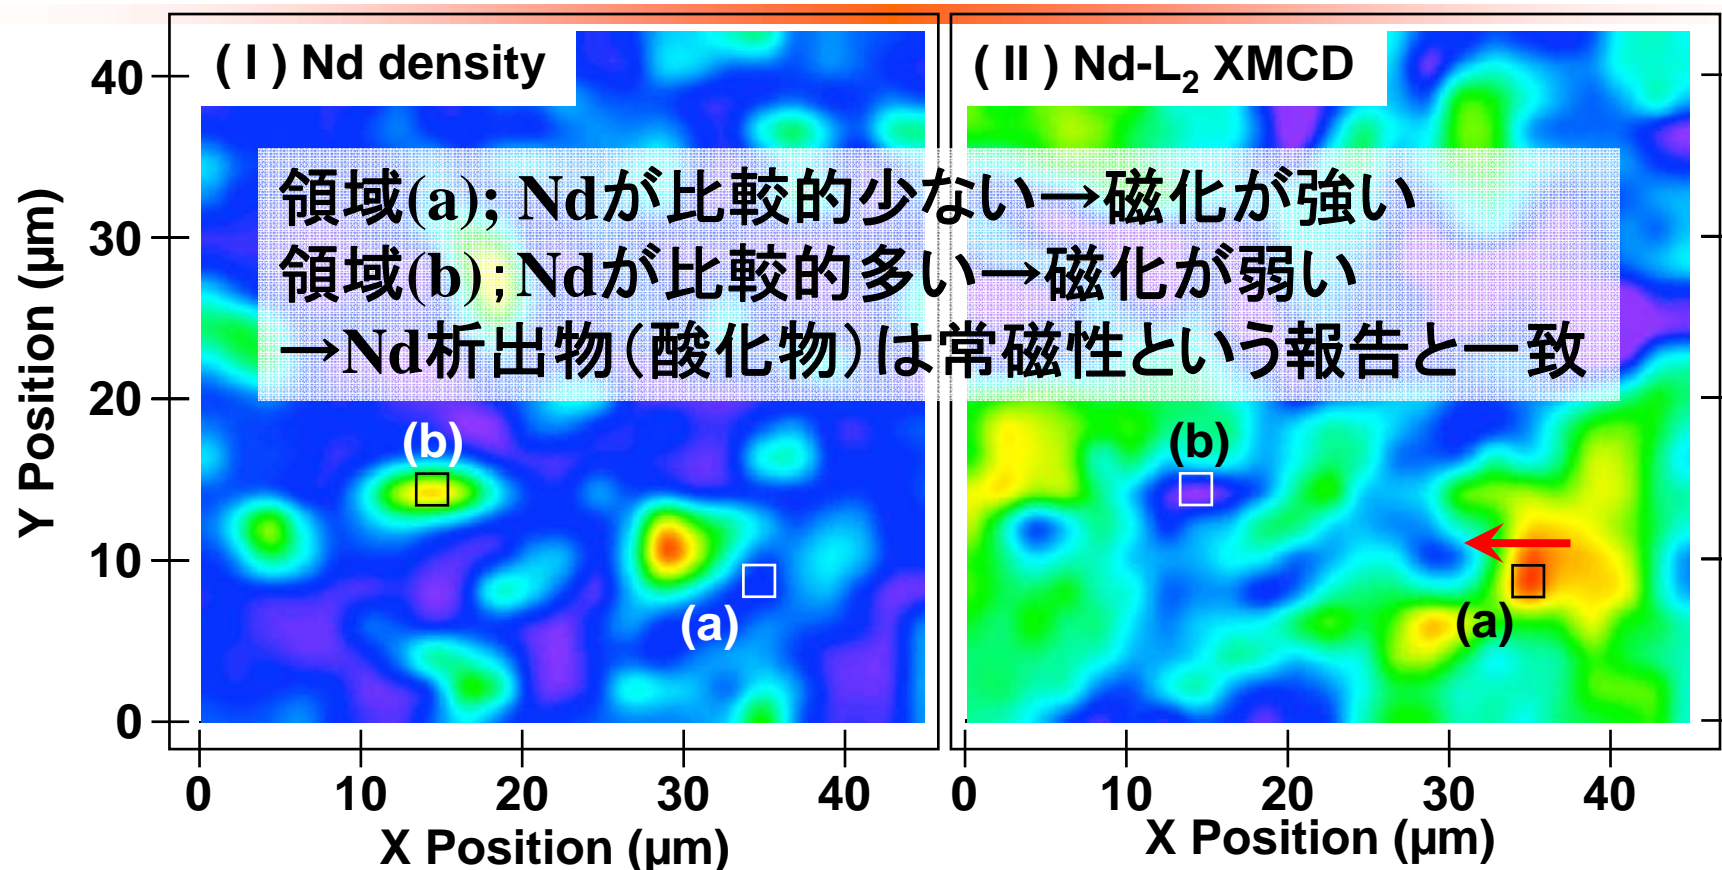 ( I ) Nd density
( II ) Nd-L2 XMCD
領域(a); Ndが比較的少ない→磁化が強い
領域(b);Ndが比較的多い→磁化が弱い
→Nd析出物（酸化物）は常磁性という報告と一致
Y Position (µm)
40
30
20
10
0
(b)
(a)
(b)
(a)
0 10 20 30 40
X Position (µm)
0 10 20 30 40
X Position (µm)